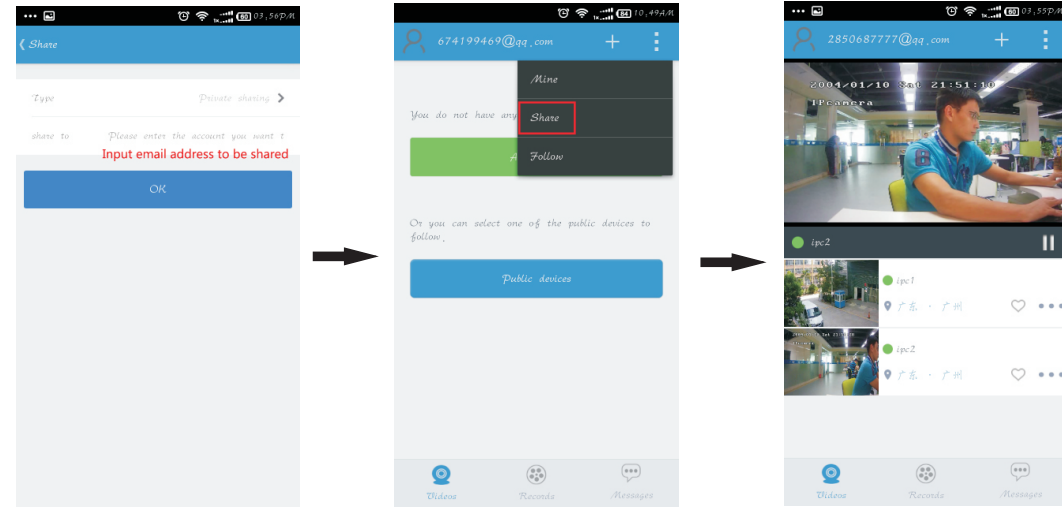 03,56PM
Share
Type
Private sharing
share to
Please enter the account you want t
Input email address to be shared
OK
10,49AM
674199469@qq,com
Mine
Share
Follow
You do not have any
A
Or you can select one of the public devices to
follow,
Public devices
Videos
Records
Messages
03,55PM
2850687777@qq,com
2004/01/10 Sat 21:51:10
IPcamera
ipc2
ipc1
广东 · 广州
ipc2
广东 · 广州
Videos
Records
Messages